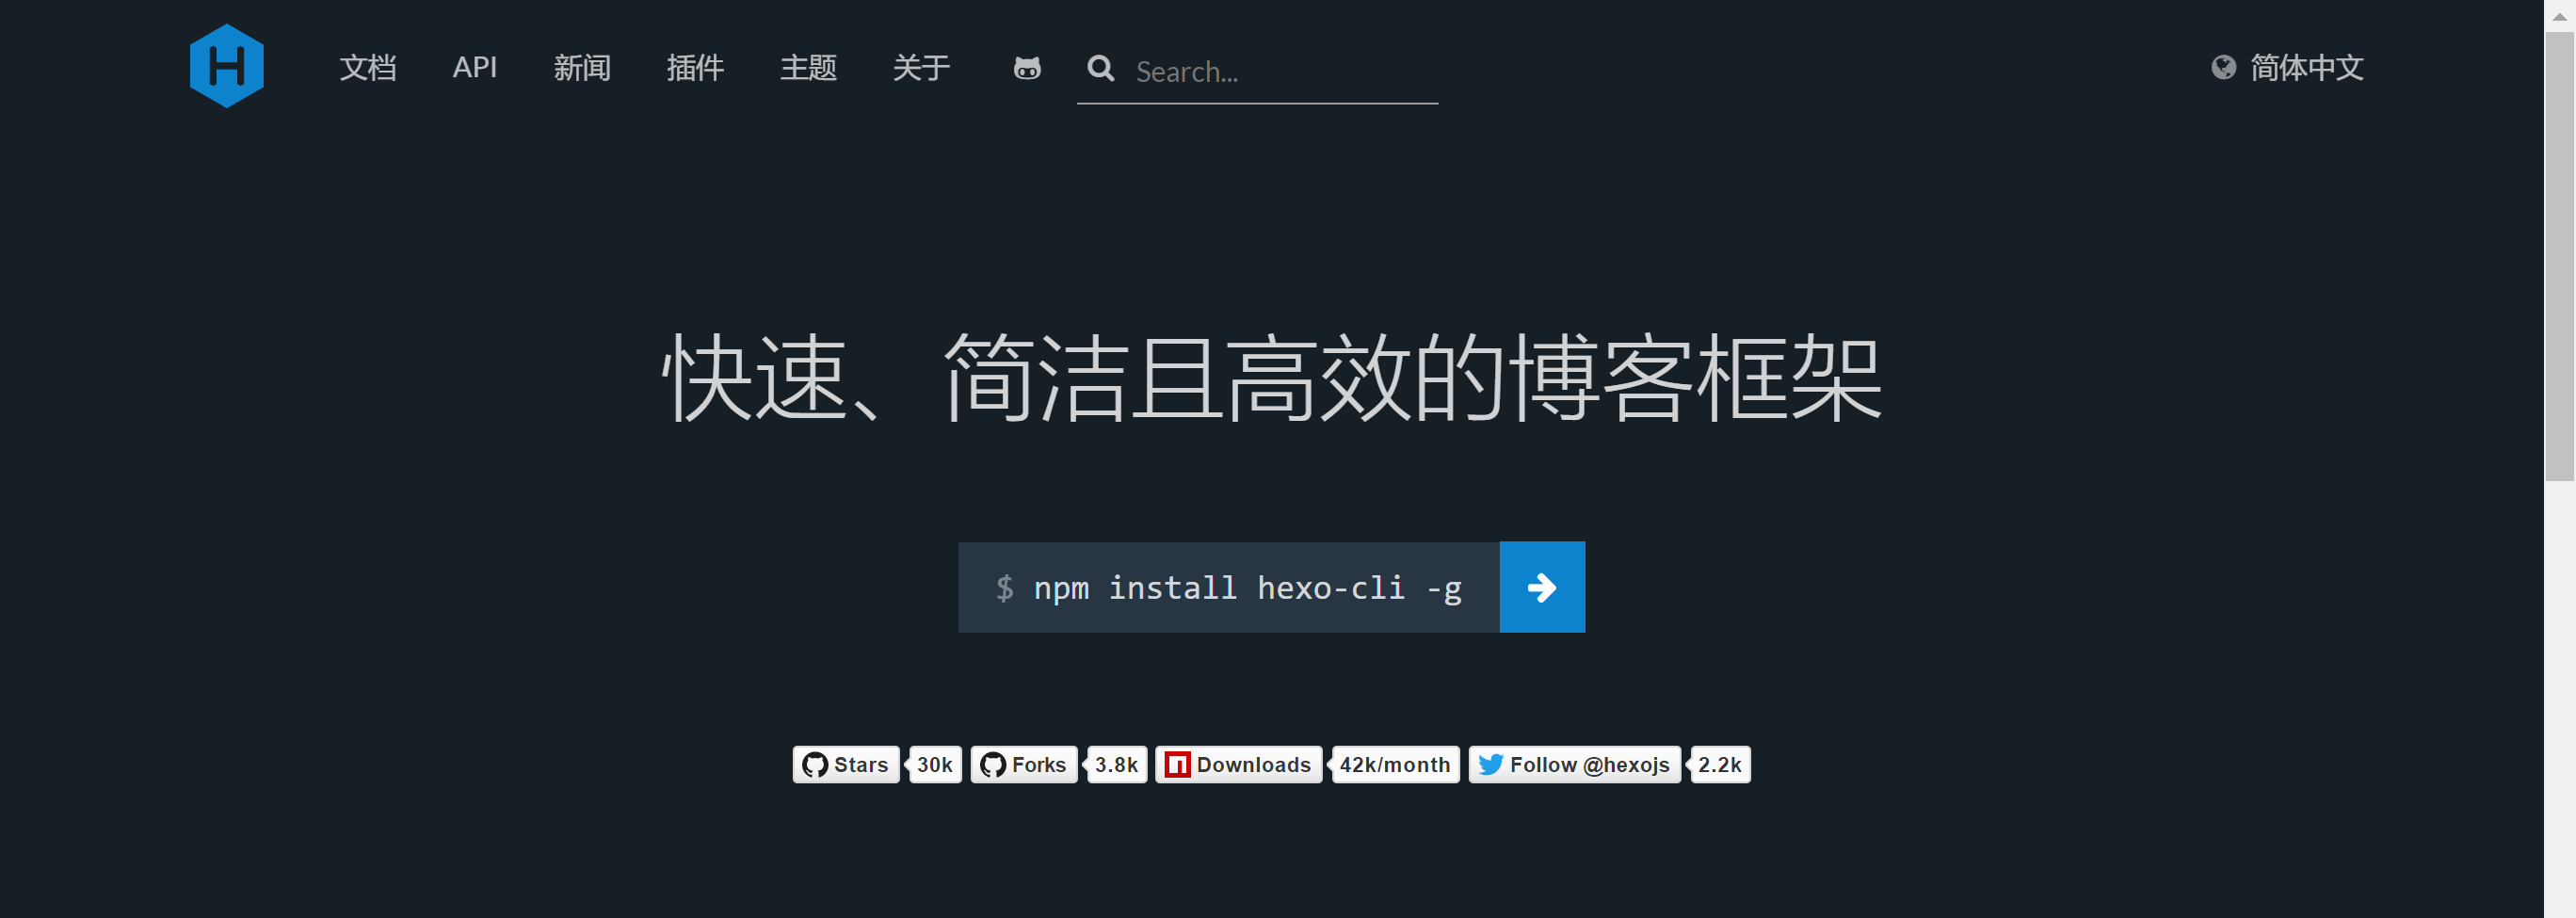 H 文档 API 新闻 插件 主题 关于 Search... 简体中文
快速、简洁且高效的博客框架
$ npm install hexo-cli -g
Stars 30k Forks 3.8k Downloads 42k/month Follow @hexojs 2.2k